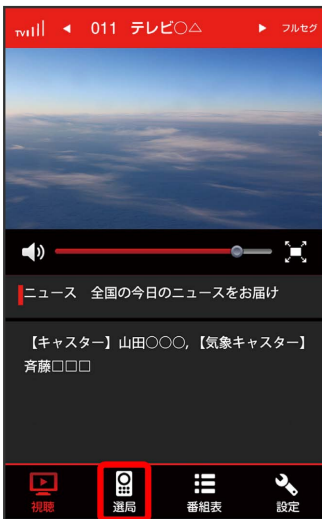 TV 011 テレビ○△ フルセグ
ニュース 全国の今日のニュースをお届け
【キャスター】山田○○○,【気象キャスター】
斉藤□□□
視聴 選局 番組表 設定